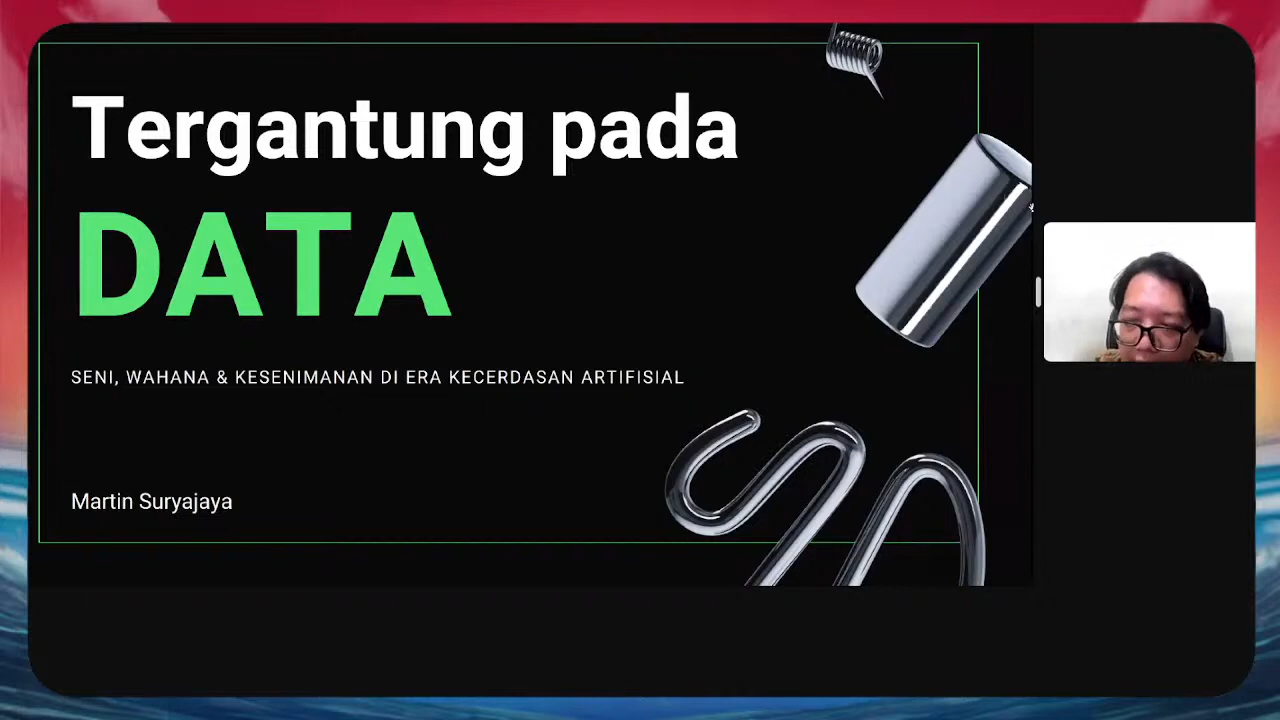 Tergantung pada
DATA
SENI, WAHANA & KESENIMANAN DI ERA KECERDASAN ARTIFISIAL
Martin Suryajaya